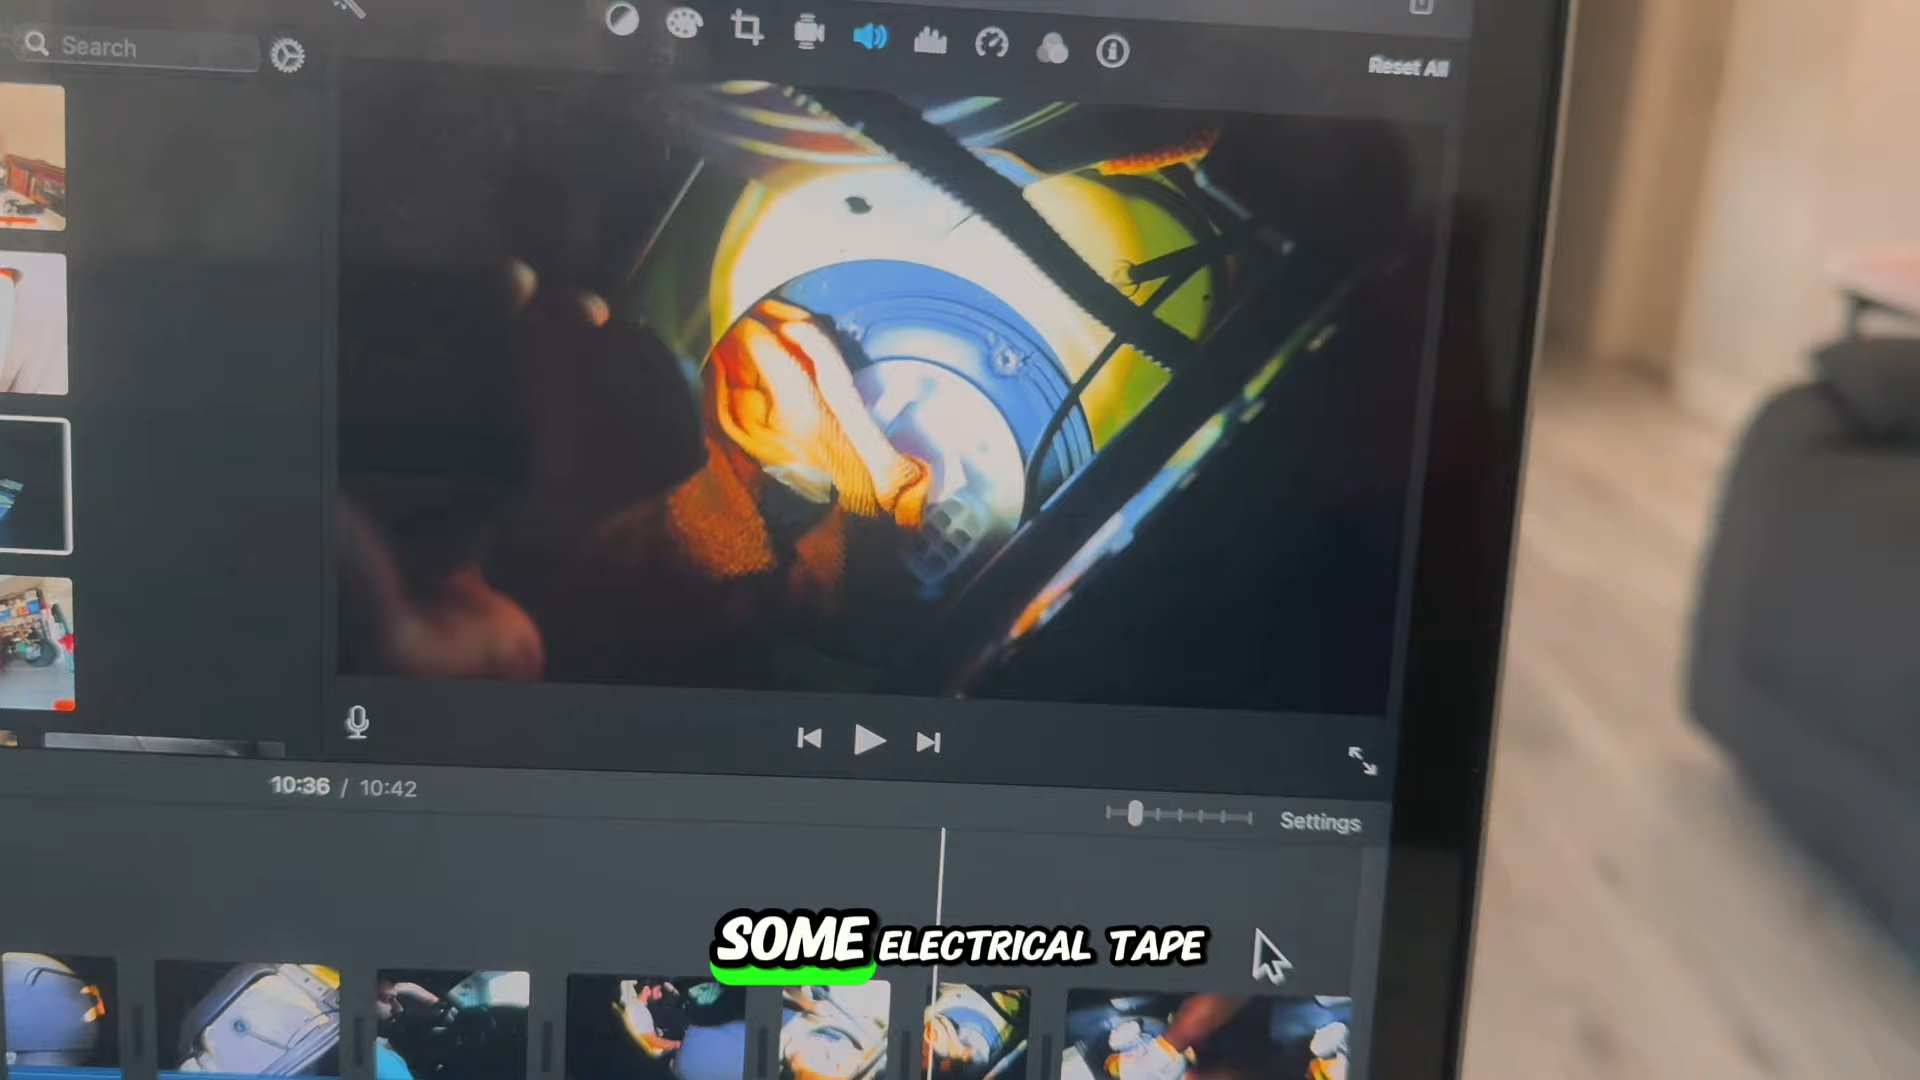 Search
Reset All
10:36 / 10:42
Settings
SOME ELECTRICAL TAPE